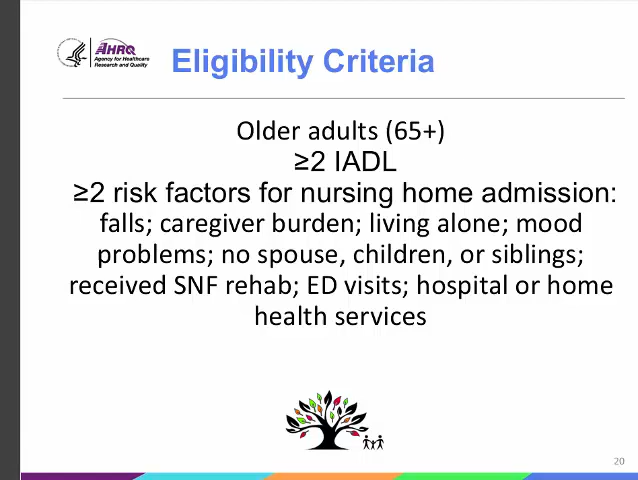 AHRQ
Agency for Healthcare
Research and Quality
Eligibility Criteria
Older adults (65+)
≥2 IADL
≥2 risk factors for nursing home admission:
falls; caregiver burden; living alone; mood
problems; no spouse, children, or siblings;
received SNF rehab; ED visits; hospital or home
health services
20